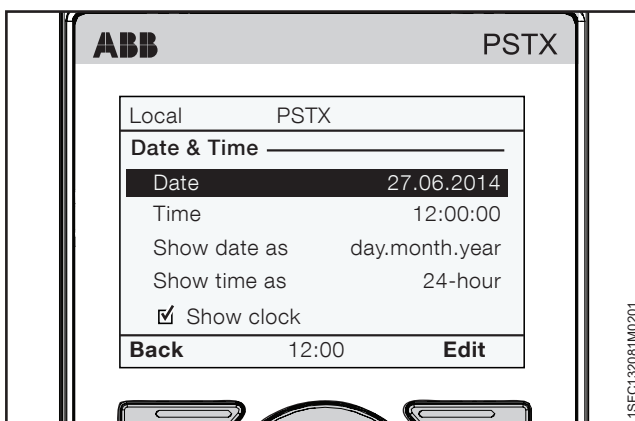 ABB PSTX
Local PSTX
Date & Time
Date 27.06.2014
Time 12:00:00
Show date as day.month.year
Show time as 24-hour
☑ Show clock
Back 12:00 Edit
1SFC132081M0201